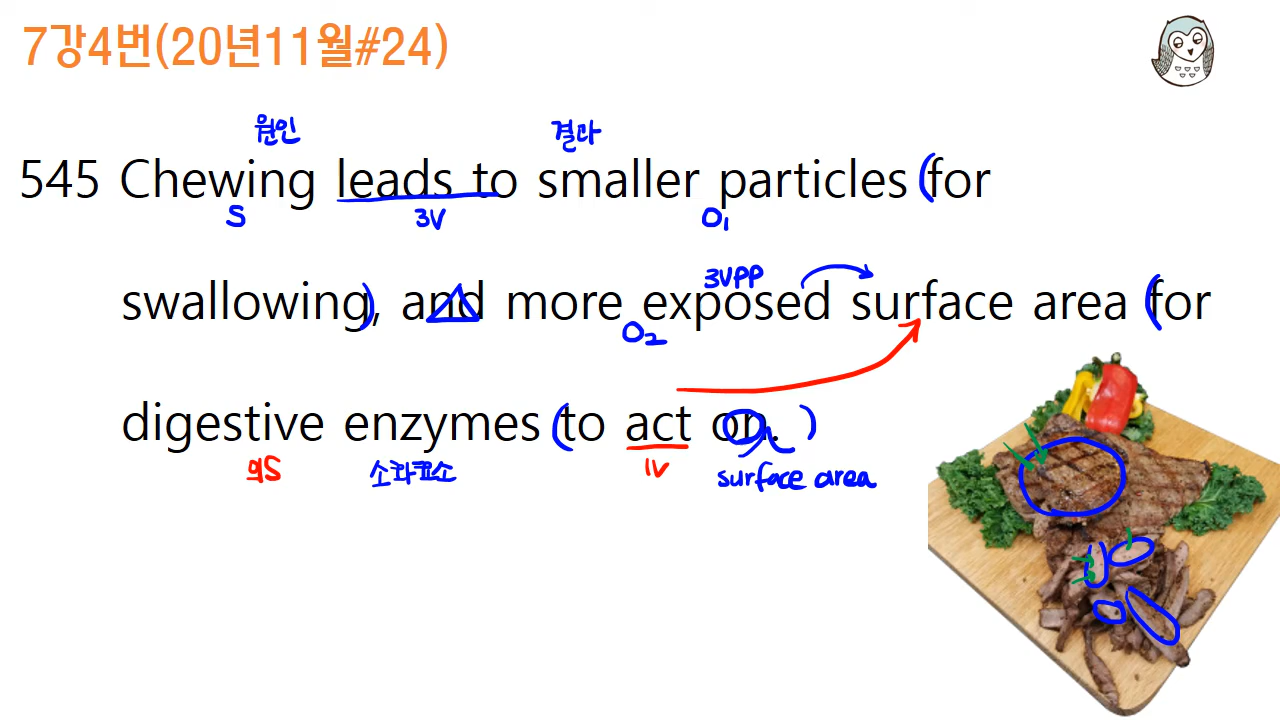 7강4번(20년11월#24)
원인 결과
545 Chewing leads to smaller particles (for
S 3V O₁
3VPP
swallowing), and more exposed surface area (for
O₂
digestive enzymes (to act on. )
의S 소화효소 1V surface area